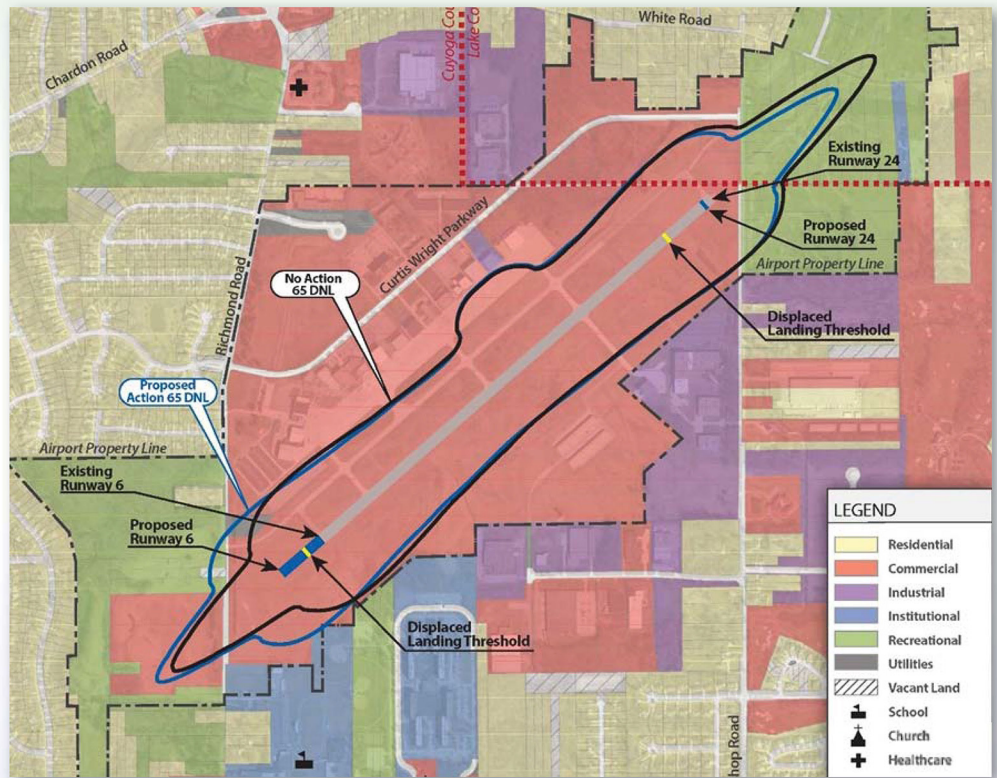 White Road
Chardon Road
Cuyoga Cou
Lake Co
Existing
Runway 24
Proposed
Runway 24
Airport Property Line
Curtis Wright Parkway
No Action
65 DNL
Richmond Road
Displaced
Landing Threshold
Proposed
Action 65 DNL
Airport Property Line
Existing
Runway 6
Proposed
Runway 6
Displaced
Landing Threshold
hop Road
LEGEND
Residential
Commercial
Industrial
Institutional
Recreational
Utilities
Vacant Land
School
Church
Healthcare